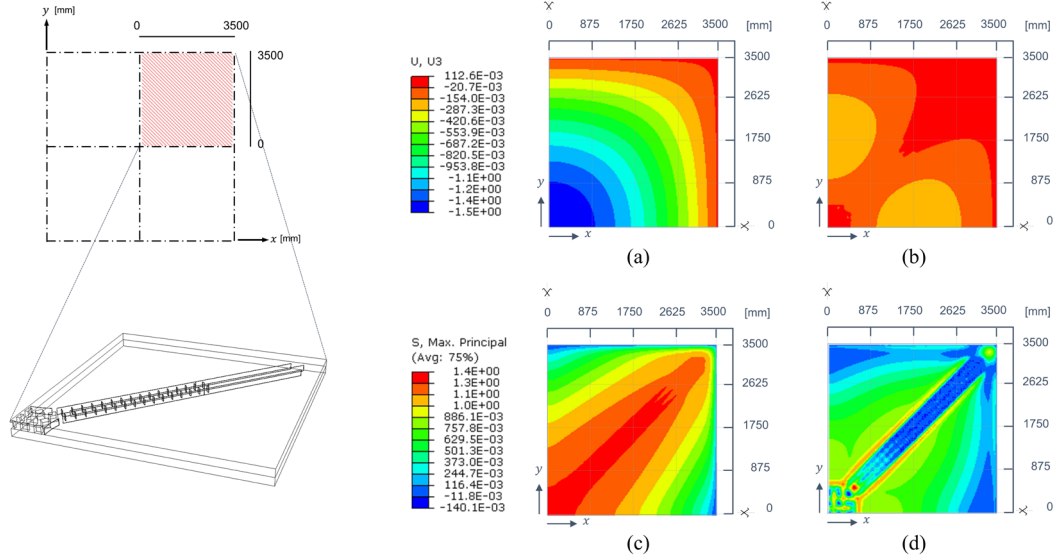 y [mm]
0
3500
3500
0
x [mm]
U, U3
112.6E-03
-20.7E-03
-154.0E-03
-287.3E-03
-420.6E-03
-553.9E-03
-687.2E-03
-820.5E-03
-953.8E-03
-1.1E+00
-1.2E+00
-1.4E+00
-1.5E+00
X
0 875 1750 2625 3500 [mm]
3500
2625
1750
875
0
y
x
X
(a)
X
0 875 1750 2625 3500 [mm]
3500
2625
1750
875
0
y
x
X
(b)
S, Max. Principal
(Avg: 75%)
1.4E+00
1.3E+00
1.1E+00
1.0E+00
886.1E-03
757.8E-03
629.5E-03
501.3E-03
373.0E-03
244.7E-03
116.4E-03
-11.8E-03
-140.1E-03
X
0 875 1750 2625 3500 [mm]
3500
2625
1750
875
0
y
x
X
(c)
X
0 875 1750 2625 3500 [mm]
3500
2625
1750
875
0
y
x
X
(d)